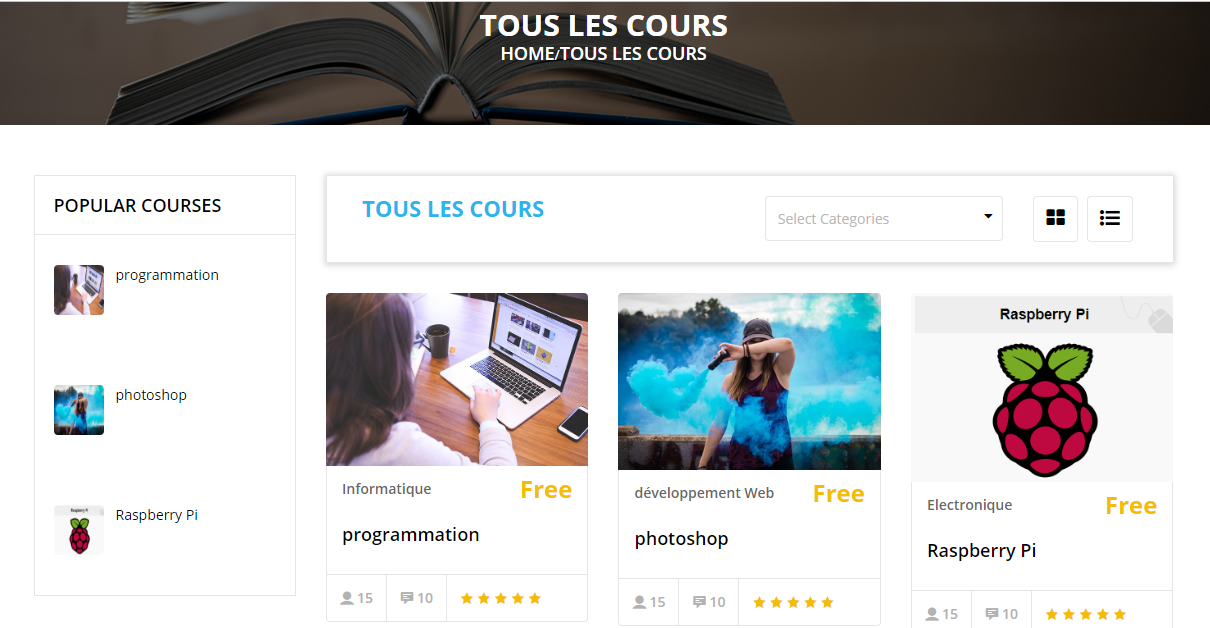 TOUS LES COURS
HOME/TOUS LES COURS
POPULAR COURSES
programmation
photoshop
Raspberry Pi
TOUS LES COURS
Select Categories
Informatique
Free
programmation
15
10
développement Web
Free
photoshop
15
10
Raspberry Pi
Electronique
Free
Raspberry Pi
15
10